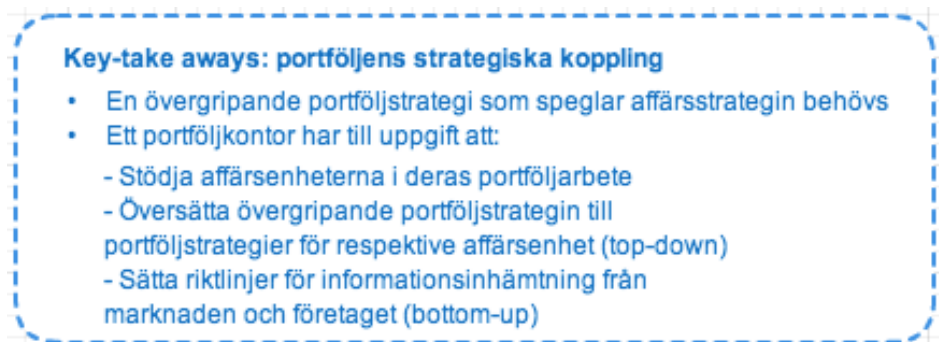 Key-take aways: portföljens strategiska koppling
• En övergripande portföljstrategi som speglar affärsstrategin behövs
• Ett portföljkontor har till uppgift att:
- Stödja affärsenheterna i deras portföljarbete
- Översätta övergripande portföljstrategin till
portföljstrategier för respektive affärsenhet (top-down)
- Sätta riktlinjer för informationsinhämtning från
marknaden och företaget (bottom-up)